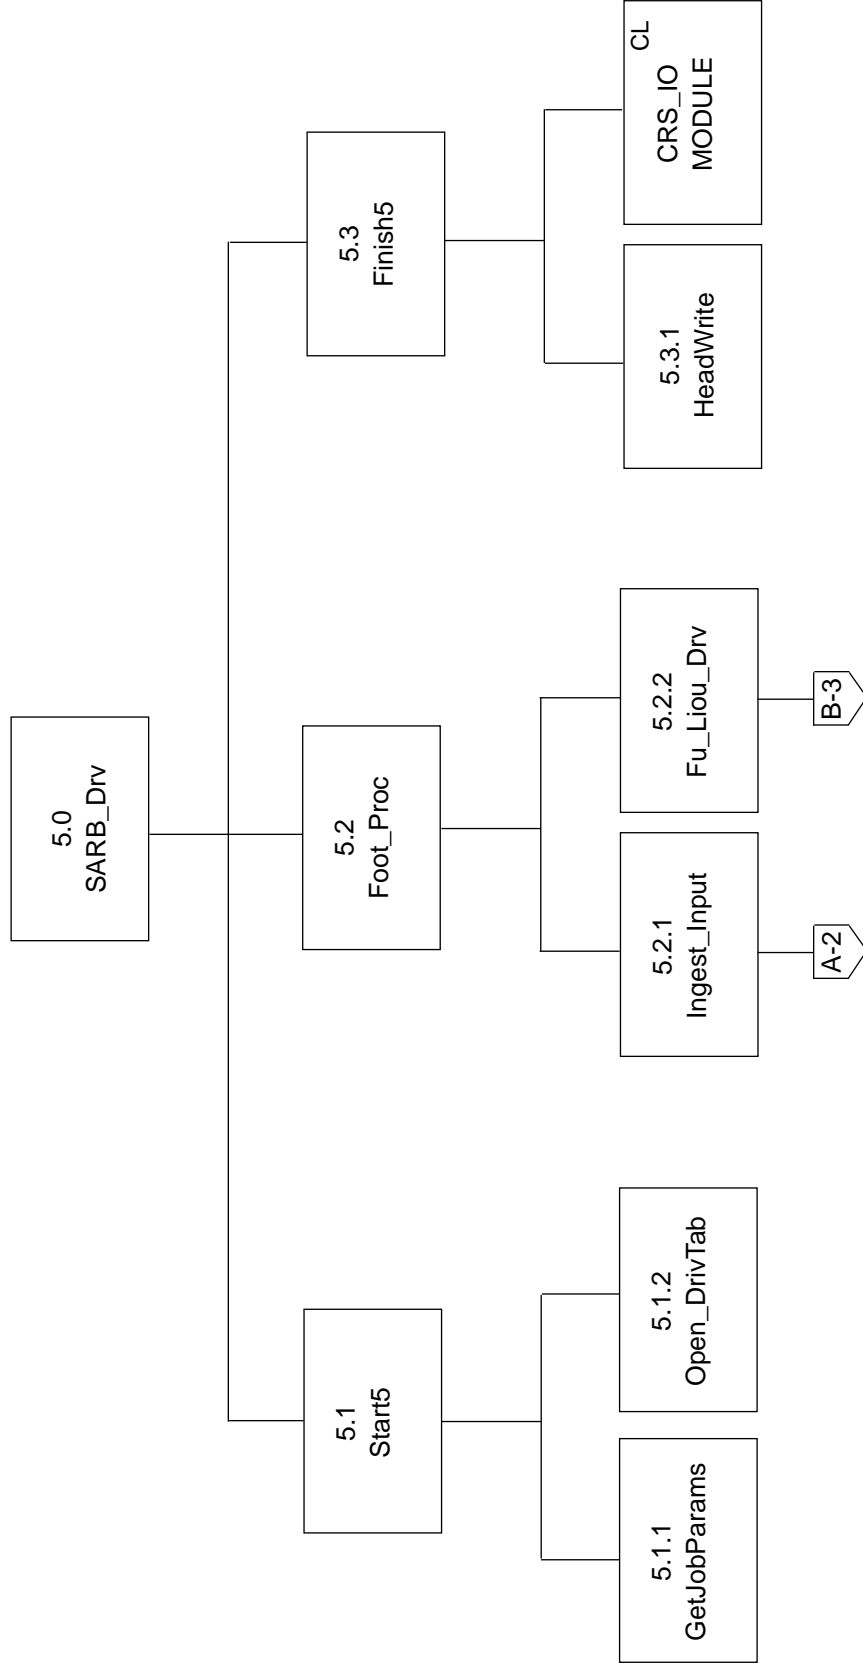 5.0
SARB_Drv
5.1
Start5
5.2
Foot_Proc
5.3
Finish5
5.1.1
GetJobParams
5.1.2
Open_DrivTab
5.2.1
Ingest_Input
5.2.2
Fu_Liou_Drv
5.3.1
HeadWrite
CL
CRS_IO
MODULE
A-2
B-3